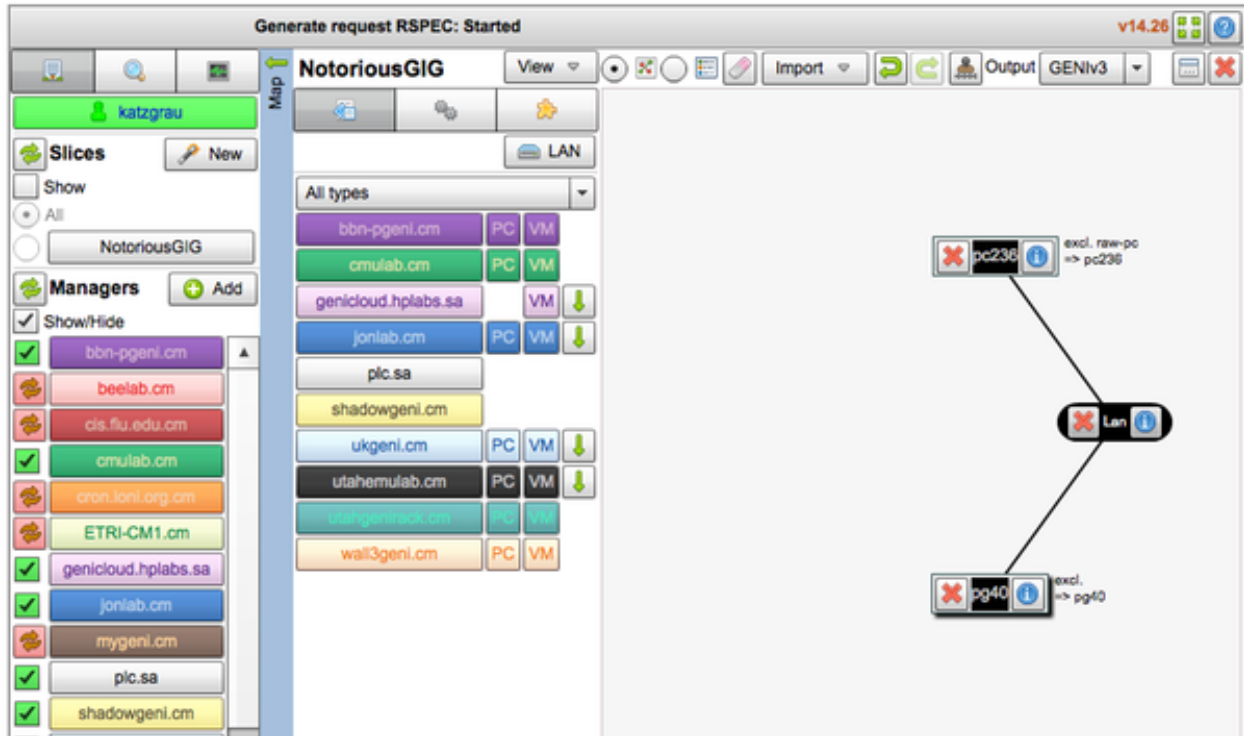 Generate request RSPEC: Started
v14.26
katzgrau
Slices
New
Show
All
NotoriousGIG
Managers
Add
Show/Hide
bbn-pgeni.cm
beelab.cm
cis.fiu.edu.cm
cmulab.cm
cron.loni.org.cm
ETRI-CM1.cm
genicloud.hplabs.sa
jonlab.cm
mygeni.cm
plc.sa
shadowgeni.cm
Map
NotoriousGIG
View
Import
Output
GENIv3
LAN
All types
bbn-pgeni.cm PC VM
cmulab.cm PC VM
genicloud.hplabs.sa VM
jonlab.cm PC VM
plc.sa
shadowgeni.cm
ukgeni.cm PC VM
utahemulab.cm PC VM
utahgenirack.cm PC VM
wall3geni.cm PC VM
pc236
excl. raw-pc
=> pc236
Lan
pg40
excl.
=> pg40